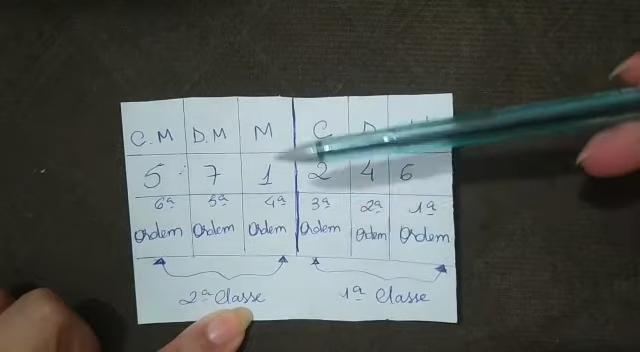 C.M D.M M C
5 7 1 2 4 6
6ª 5ª 4ª 3ª 2ª 1ª
Ordem Ordem Ordem Ordem Ordem Ordem
2ª Classe 1ª Classe